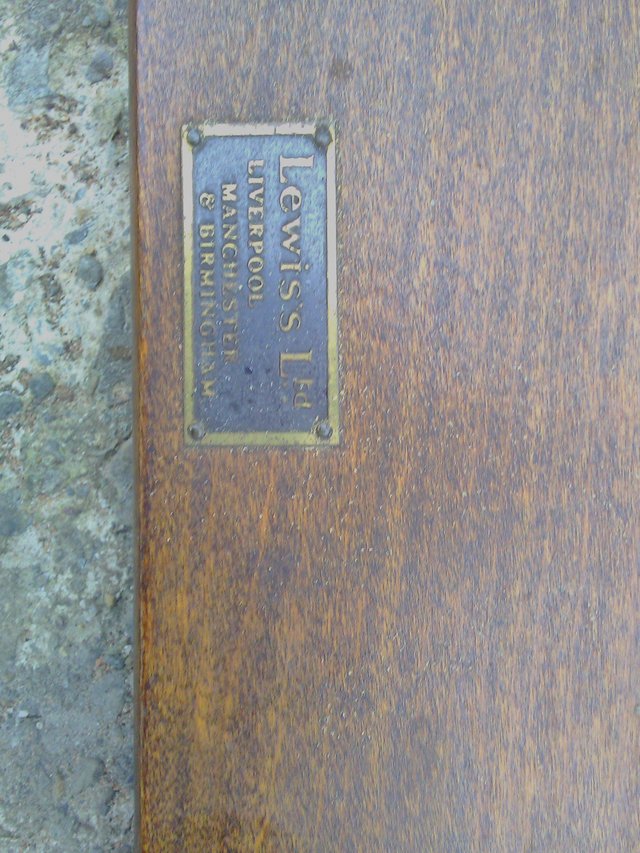 Lewis's Ltd
LIVERPOOL
MANCHESTER
& BIRMINGHAM